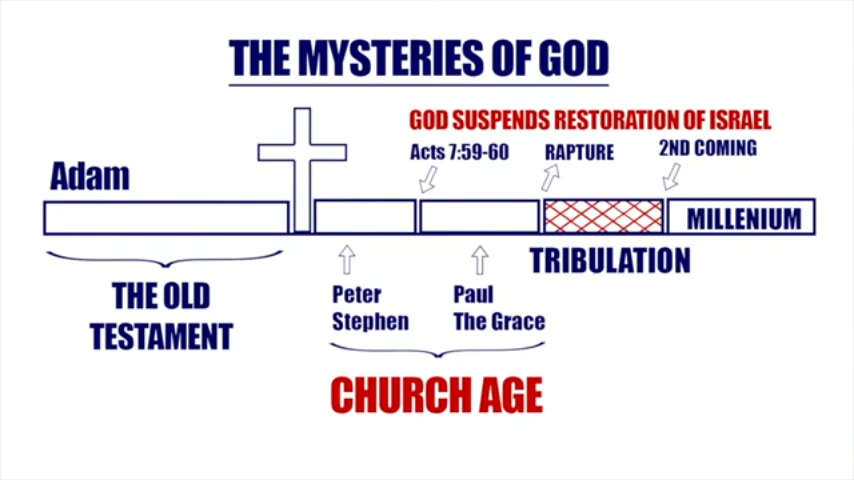 THE MYSTERIES OF GOD
GOD SUSPENDS RESTORATION OF ISRAEL
Acts 7:59-60
RAPTURE
2ND COMING
Adam
MILLENIUM
TRIBULATION
THE OLD
TESTAMENT
Peter
Stephen
Paul
The Grace
CHURCH AGE